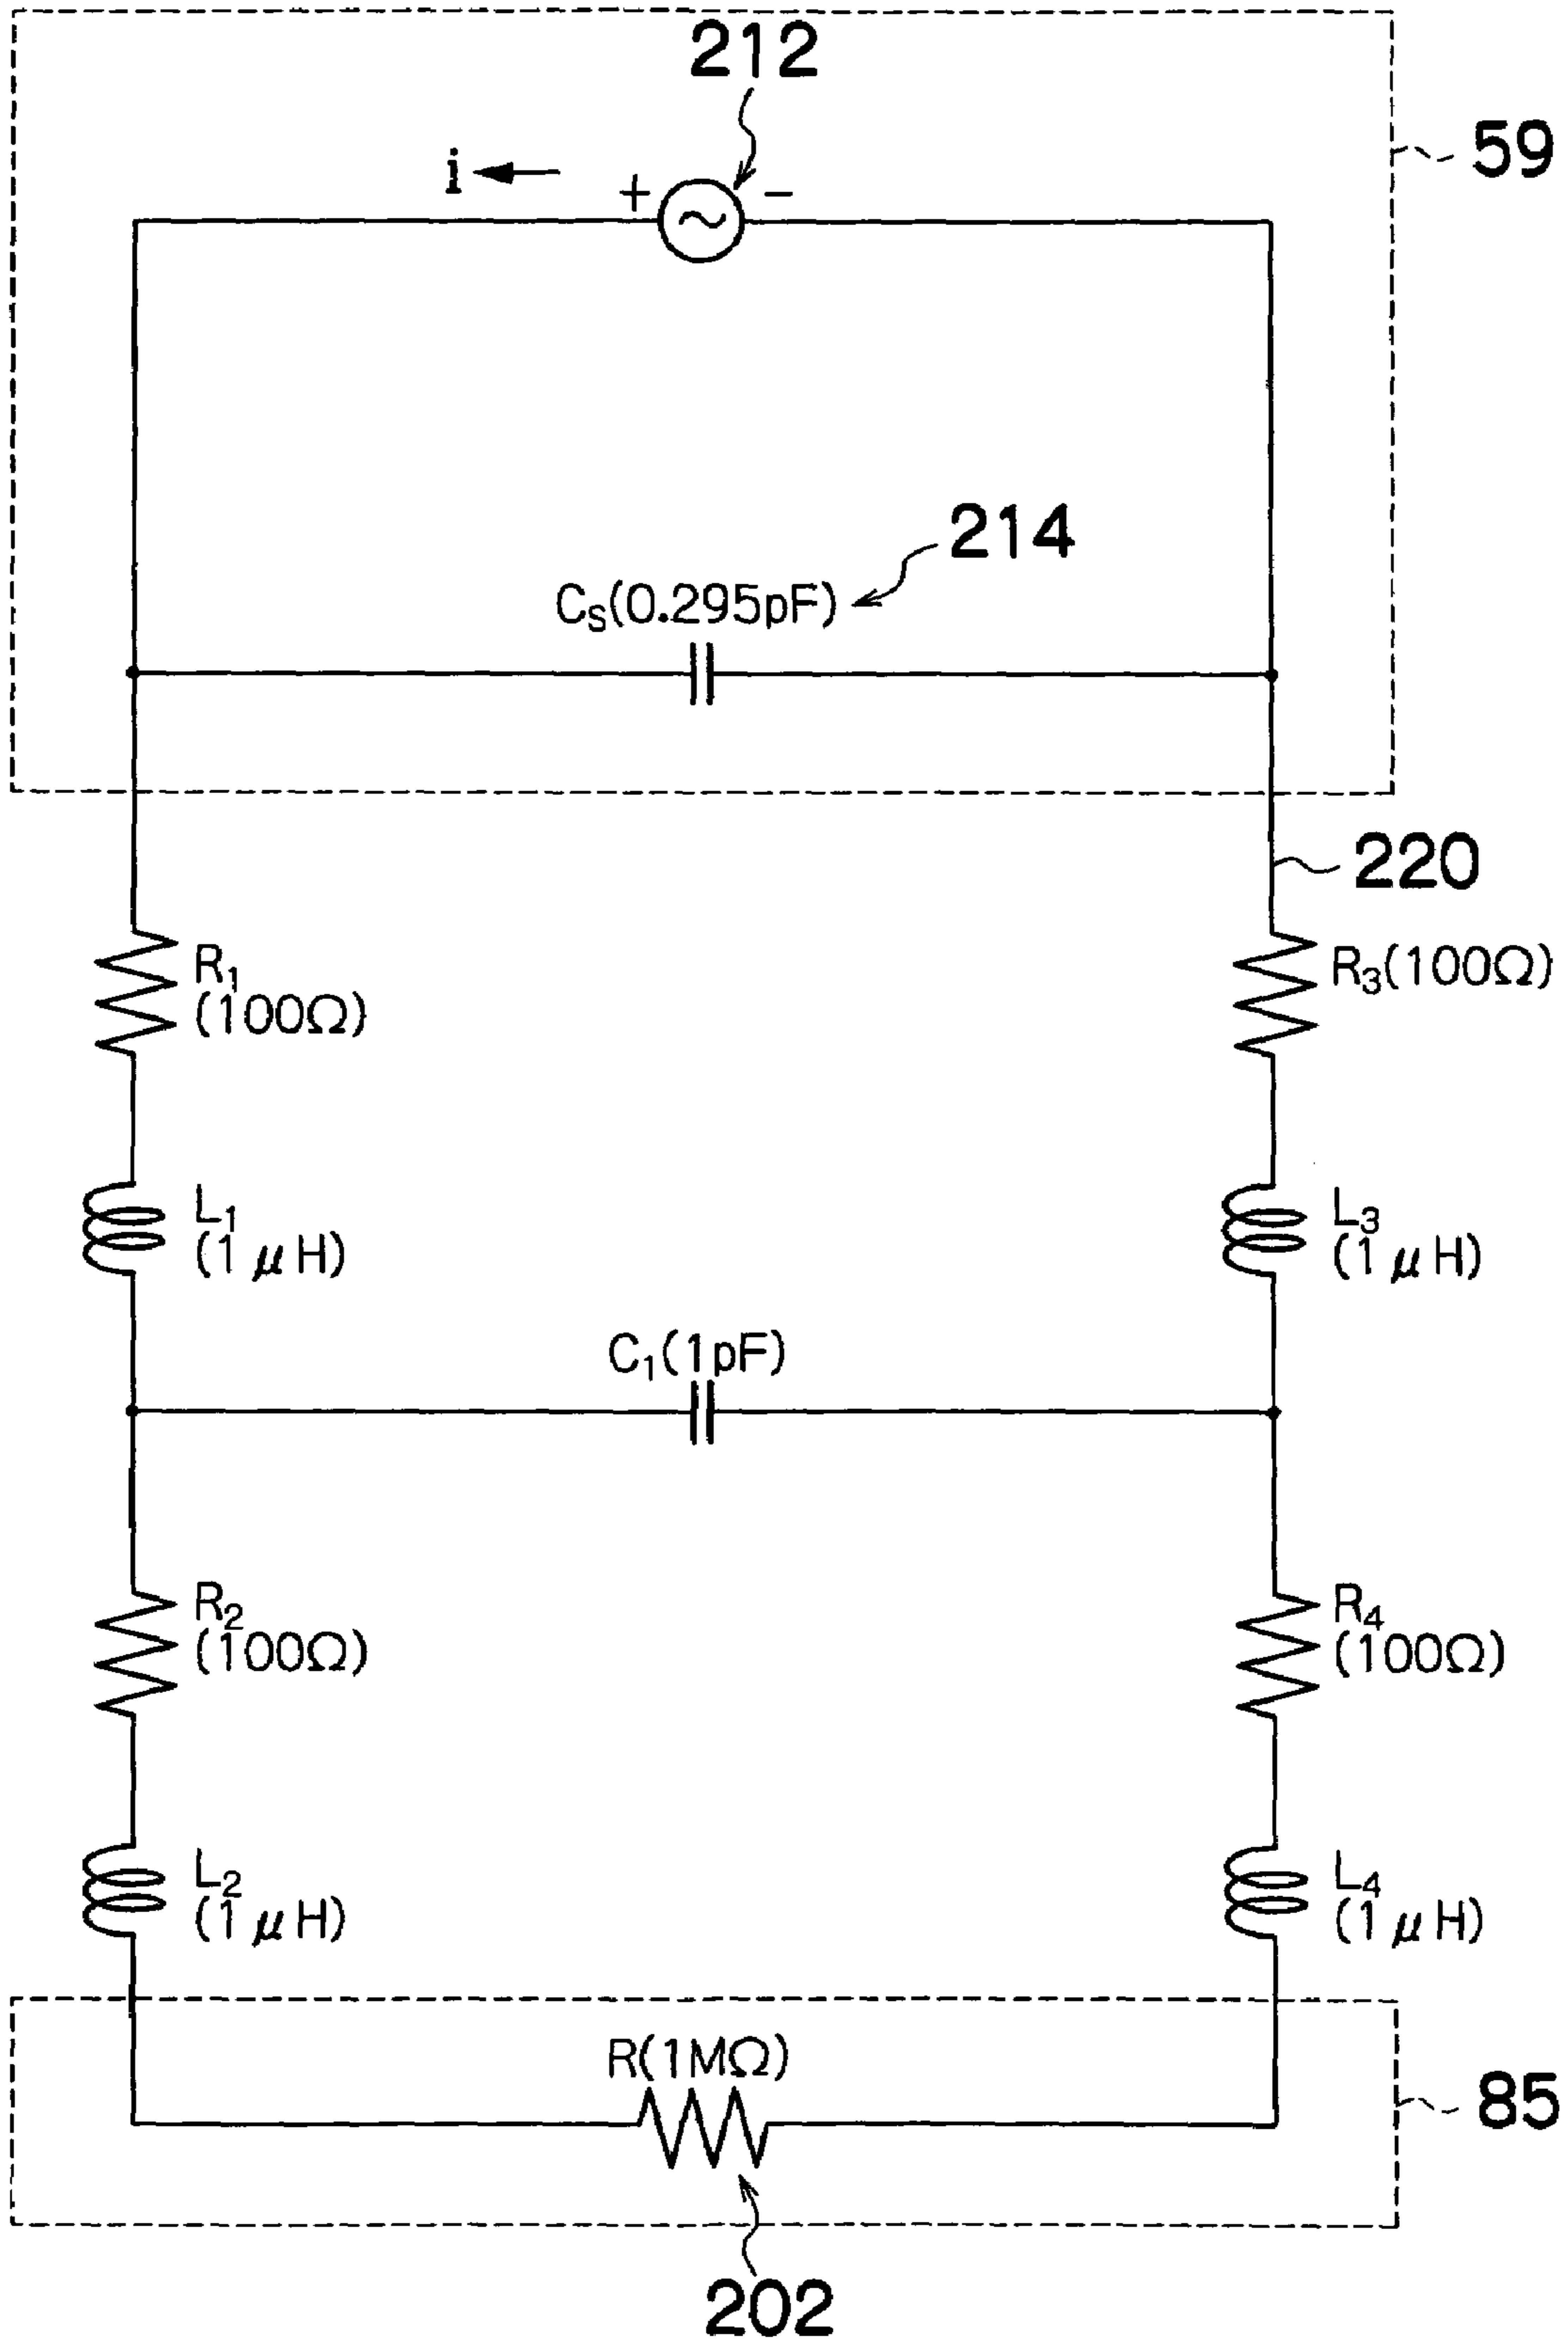 212
59
i
+ −
214
Cs(0.295pF)
220
R1
(100Ω)
R3(100Ω)
L1
(1μH)
L3
(1μH)
C1(1pF)
R2
(100Ω)
R4
(100Ω)
L2
(1μH)
L4
(1μH)
R(1MΩ)
85
202